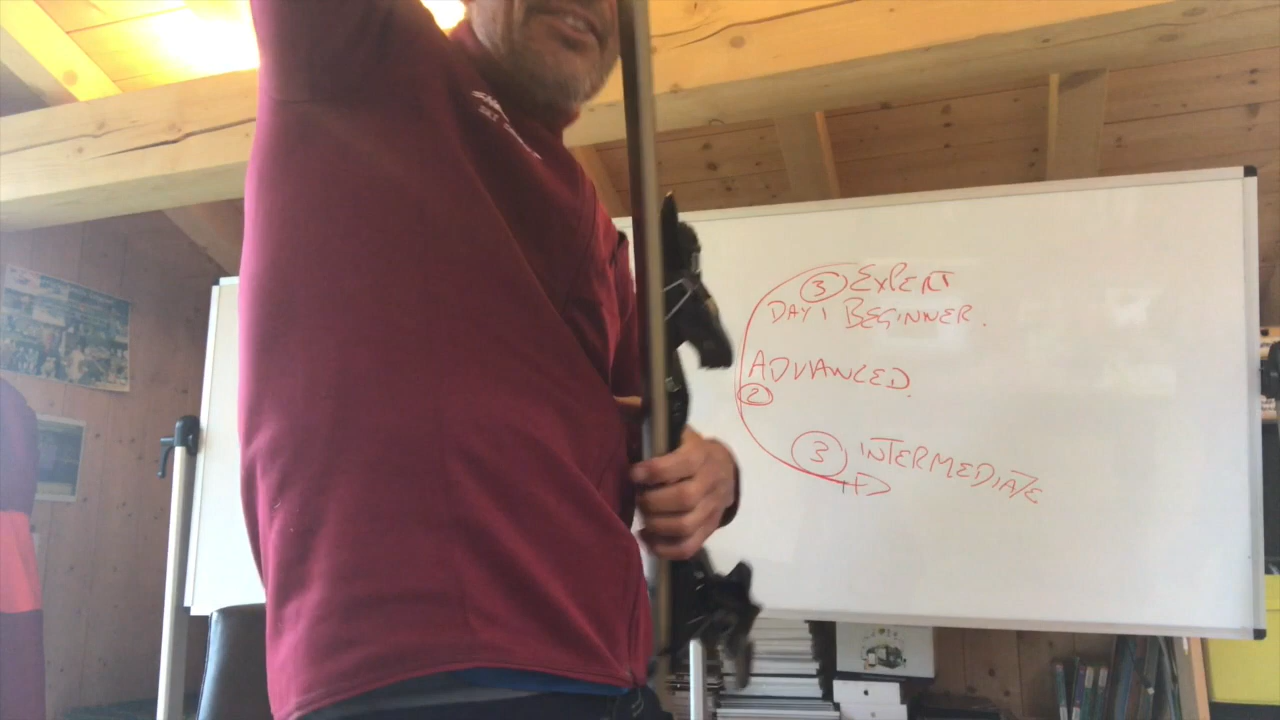 ③ EXPERT
DAY 1 BEGINNER.
ADVANCED.
②
③ INTERMEDIATE